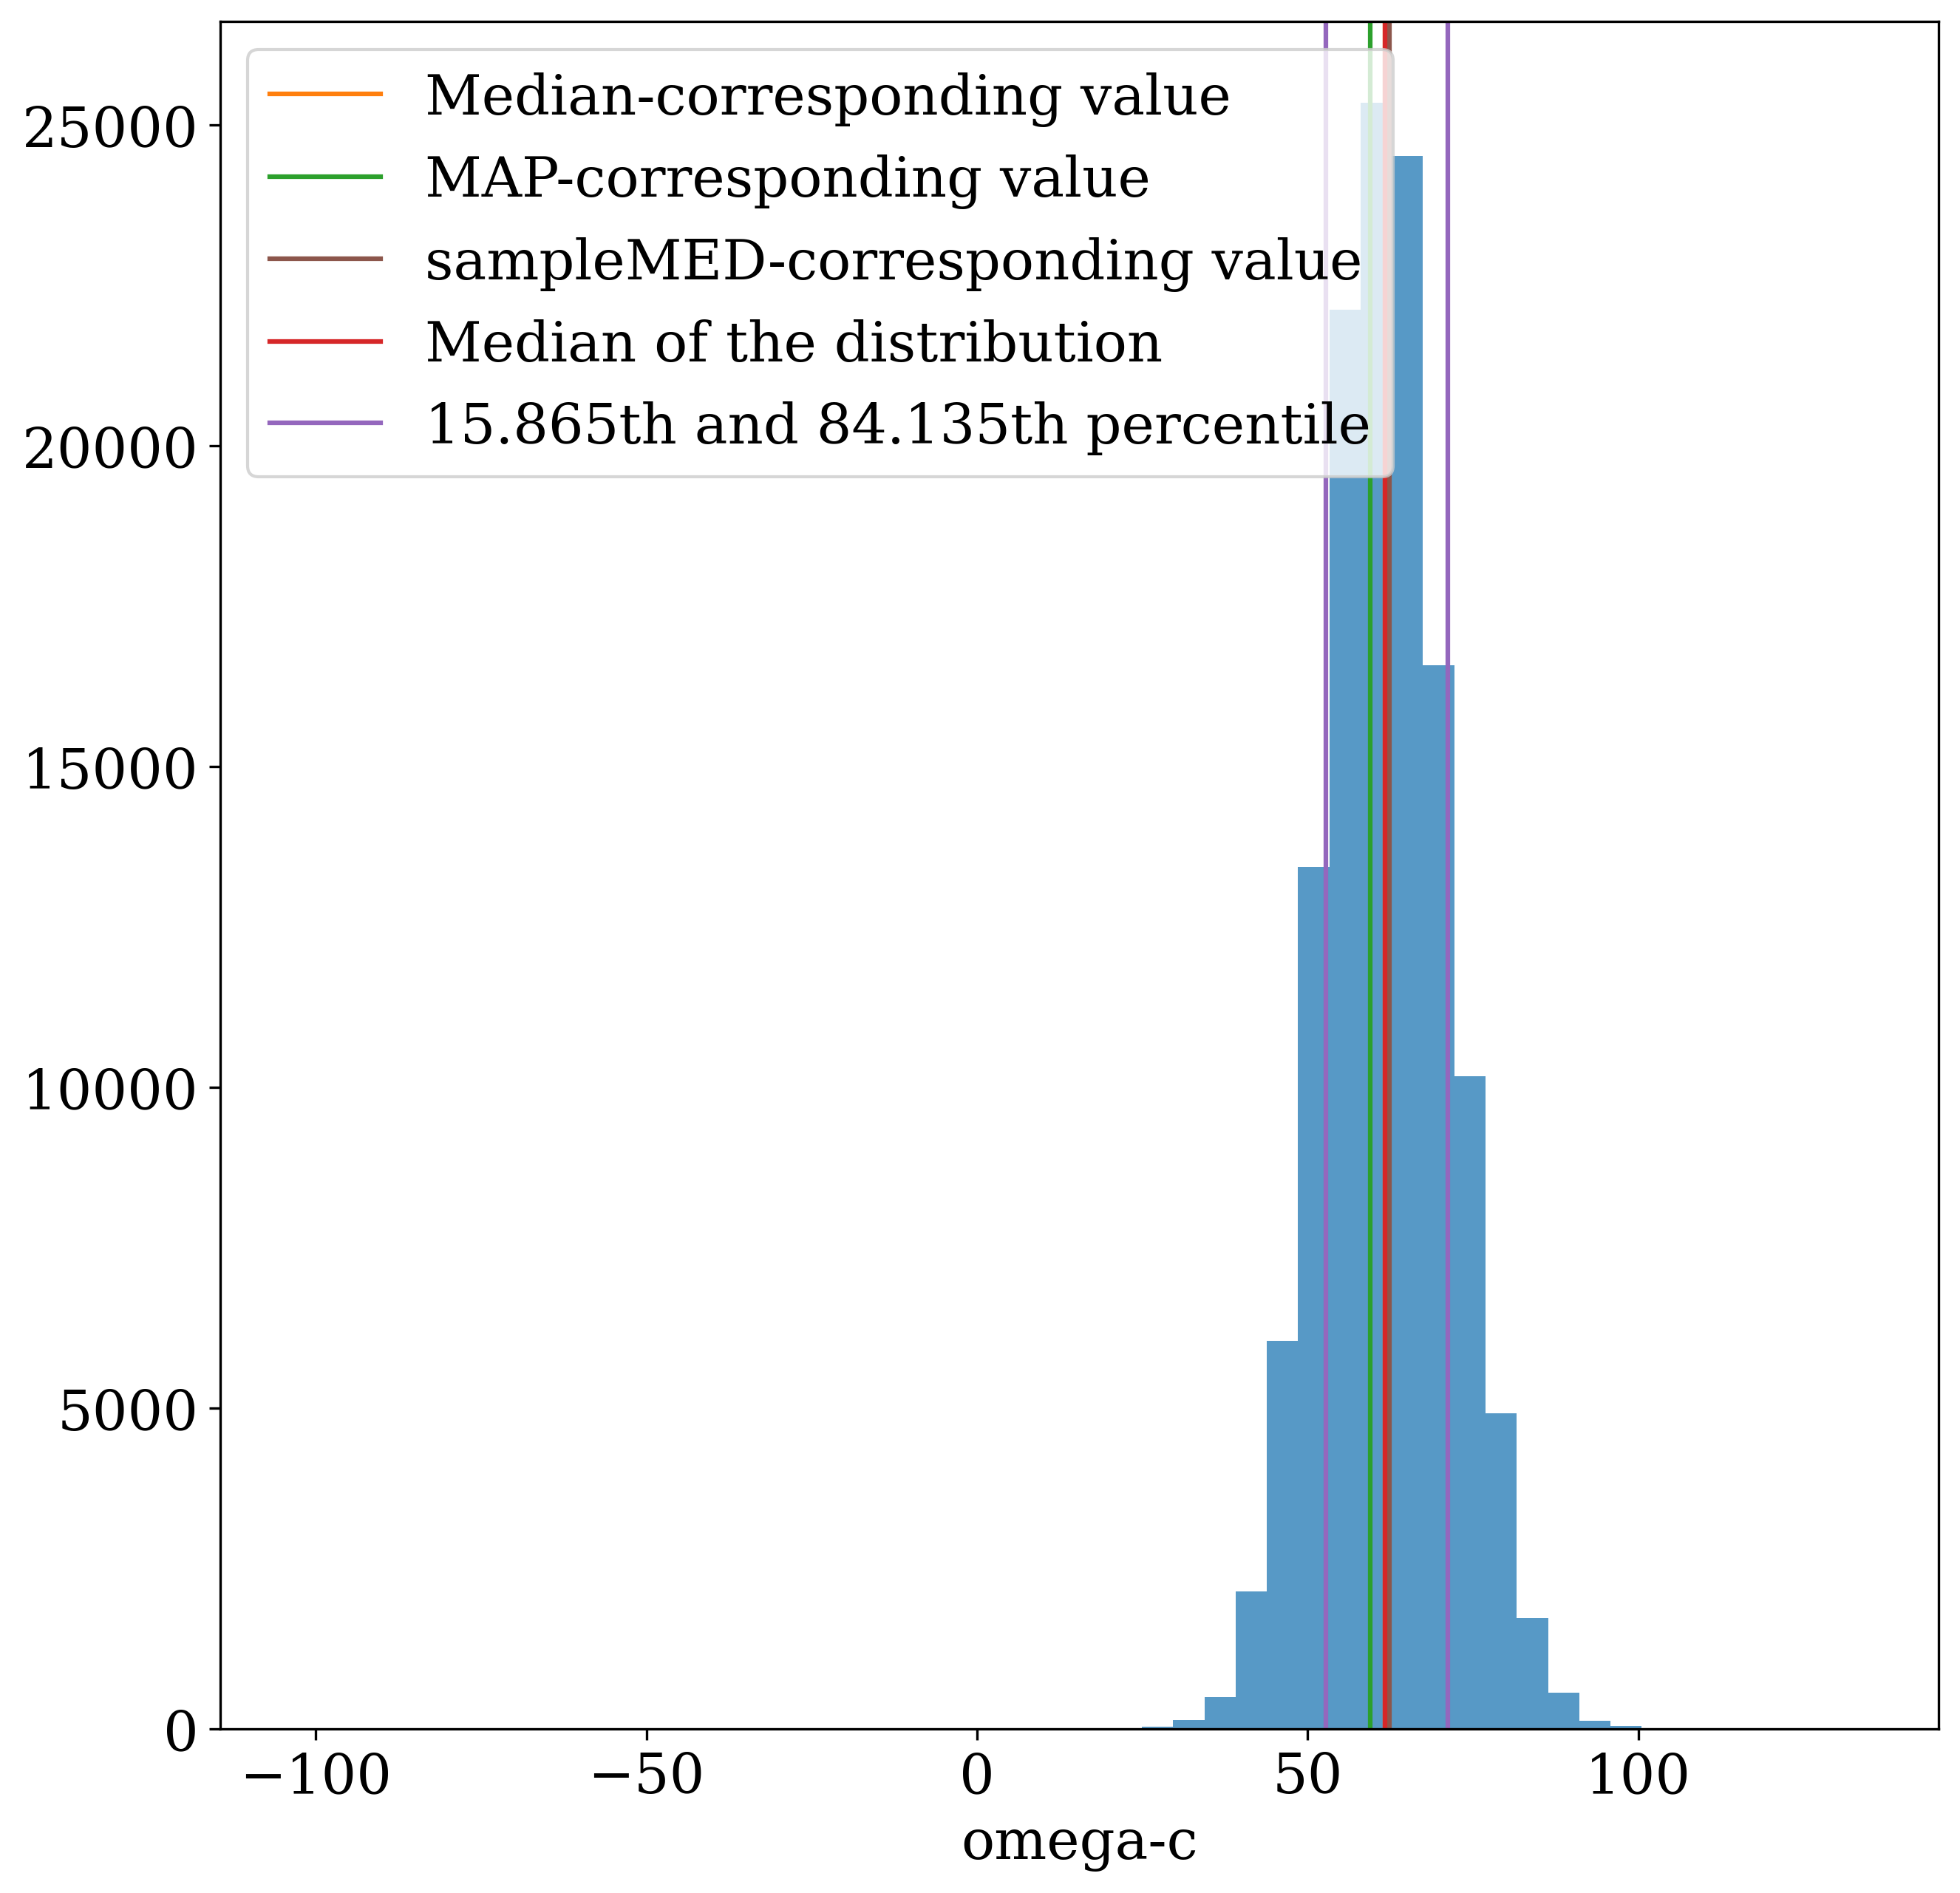 Median-corresponding value
MAP-corresponding value
sampleMED-corresponding value
Median of the distribution
15.865th and 84.135th percentile
25000
20000
15000
10000
5000
0
−100 −50 0 50 100
omega-c